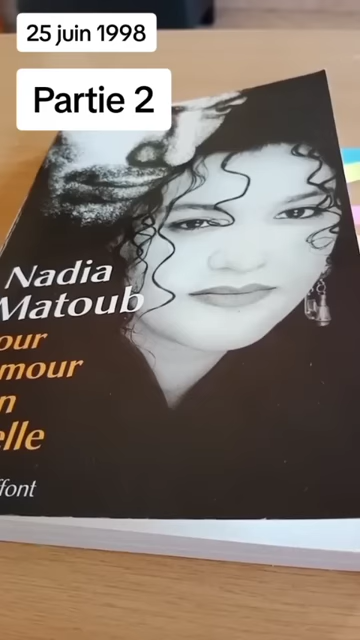 25 juin 1998
Partie 2
Nadia
Matoub
our
mour
n
elle
ffont